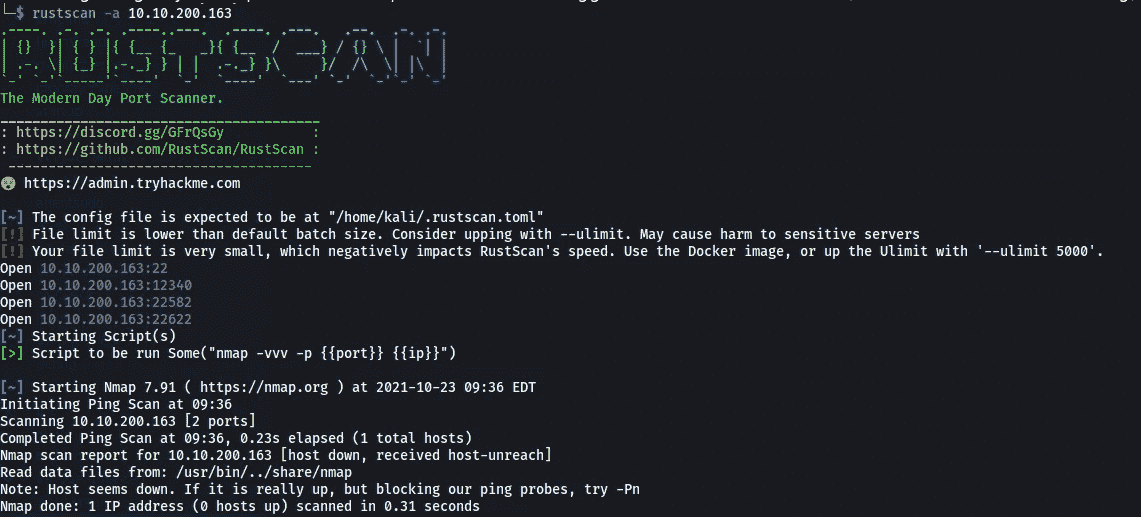 └─$ rustscan -a 10.10.200.163
.----. .-. .-. .----..---.  .----. .---.   .--.  .-. .-.
| {}  }| { } |{ {__ {_   _}{ {__  /  ___} / {} \ |  `| |
| .-. \| {_} |.-._} } | |  .-._} }\     }/  /\  \| |\  |
`-' `-'`-----'`----'  `-'  `----'  `---' `-'  `-'`-' `-'
The Modern Day Port Scanner.
________________________________________
: https://discord.gg/GFrQsGy           :
: https://github.com/RustScan/RustScan :
 --------------------------------------
😵 https://admin.tryhackme.com
[~] The config file is expected to be at "/home/kali/.rustscan.toml"
[!] File limit is lower than default batch size. Consider upping with --ulimit. May cause harm to sensitive servers
[!] Your file limit is very small, which negatively impacts RustScan's speed. Use the Docker image, or up the Ulimit with '--ulimit 5000'.
Open 10.10.200.163:22
Open 10.10.200.163:12340
Open 10.10.200.163:22582
Open 10.10.200.163:22622
[~] Starting Script(s)
[>] Script to be run Some("nmap -vvv -p {{port}} {{ip}}")
[~] Starting Nmap 7.91 ( https://nmap.org ) at 2021-10-23 09:36 EDT
Initiating Ping Scan at 09:36
Scanning 10.10.200.163 [2 ports]
Completed Ping Scan at 09:36, 0.23s elapsed (1 total hosts)
Nmap scan report for 10.10.200.163 [host down, received host-unreach]
Read data files from: /usr/bin/../share/nmap
Note: Host seems down. If it is really up, but blocking our ping probes, try -Pn
Nmap done: 1 IP address (0 hosts up) scanned in 0.31 seconds